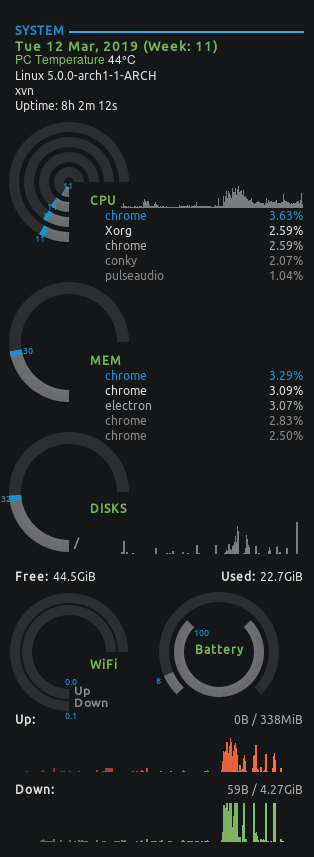 SYSTEM
Tue 12 Mar, 2019 (Week: 11)
PC Temperature 44°C
Linux 5.0.0-arch1-1-ARCH
xvn
Uptime: 8h 2m 12s
11
11
CPU
chrome 3.63%
Xorg 2.59%
chrome 2.59%
conky 2.07%
pulseaudio 1.04%
30
MEM
chrome 3.29%
chrome 3.09%
electron 3.07%
chrome 2.83%
chrome 2.50%
32
DISKS
/
Free: 44.5GiB Used: 22.7GiB
100
Battery
WiFi
8
0.0
Up
Down
0.1
Up: 0B / 338MiB
Down: 59B / 4.27GiB